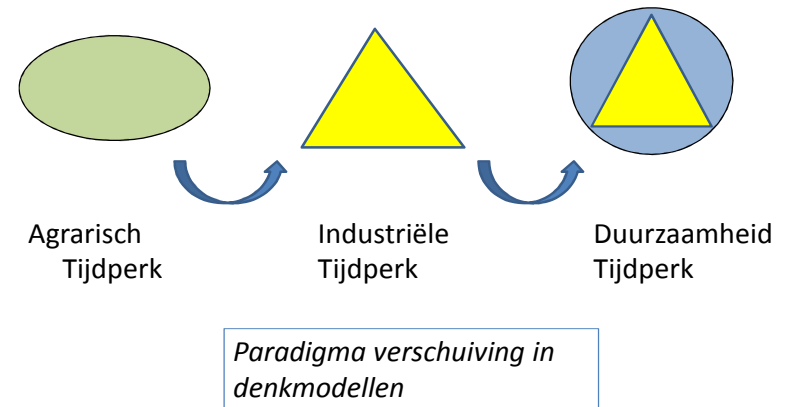 Agrarisch
Tijdperk
Industriële
Tijdperk
Duurzaamheid
Tijdperk
Paradigma verschuiving in
denkmodellen